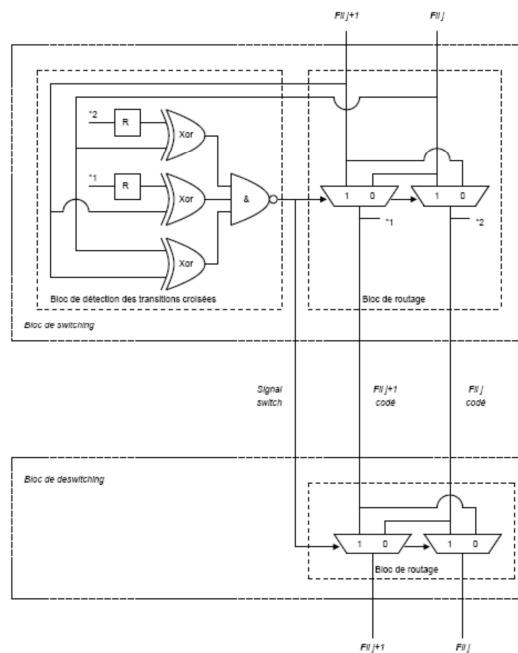 Fil j+1 Fil j
*2 R Xor
*1 R Xor & 1 0 1 0
*1 *2
Xor
Bloc de détection des transitions croisées Bloc de routage
Bloc de switching
Signal switch
Fil j+1 codé
Fil j codé
Bloc de deswitching
1 0 1 0
Bloc de routage
Fil j+1 Fil j